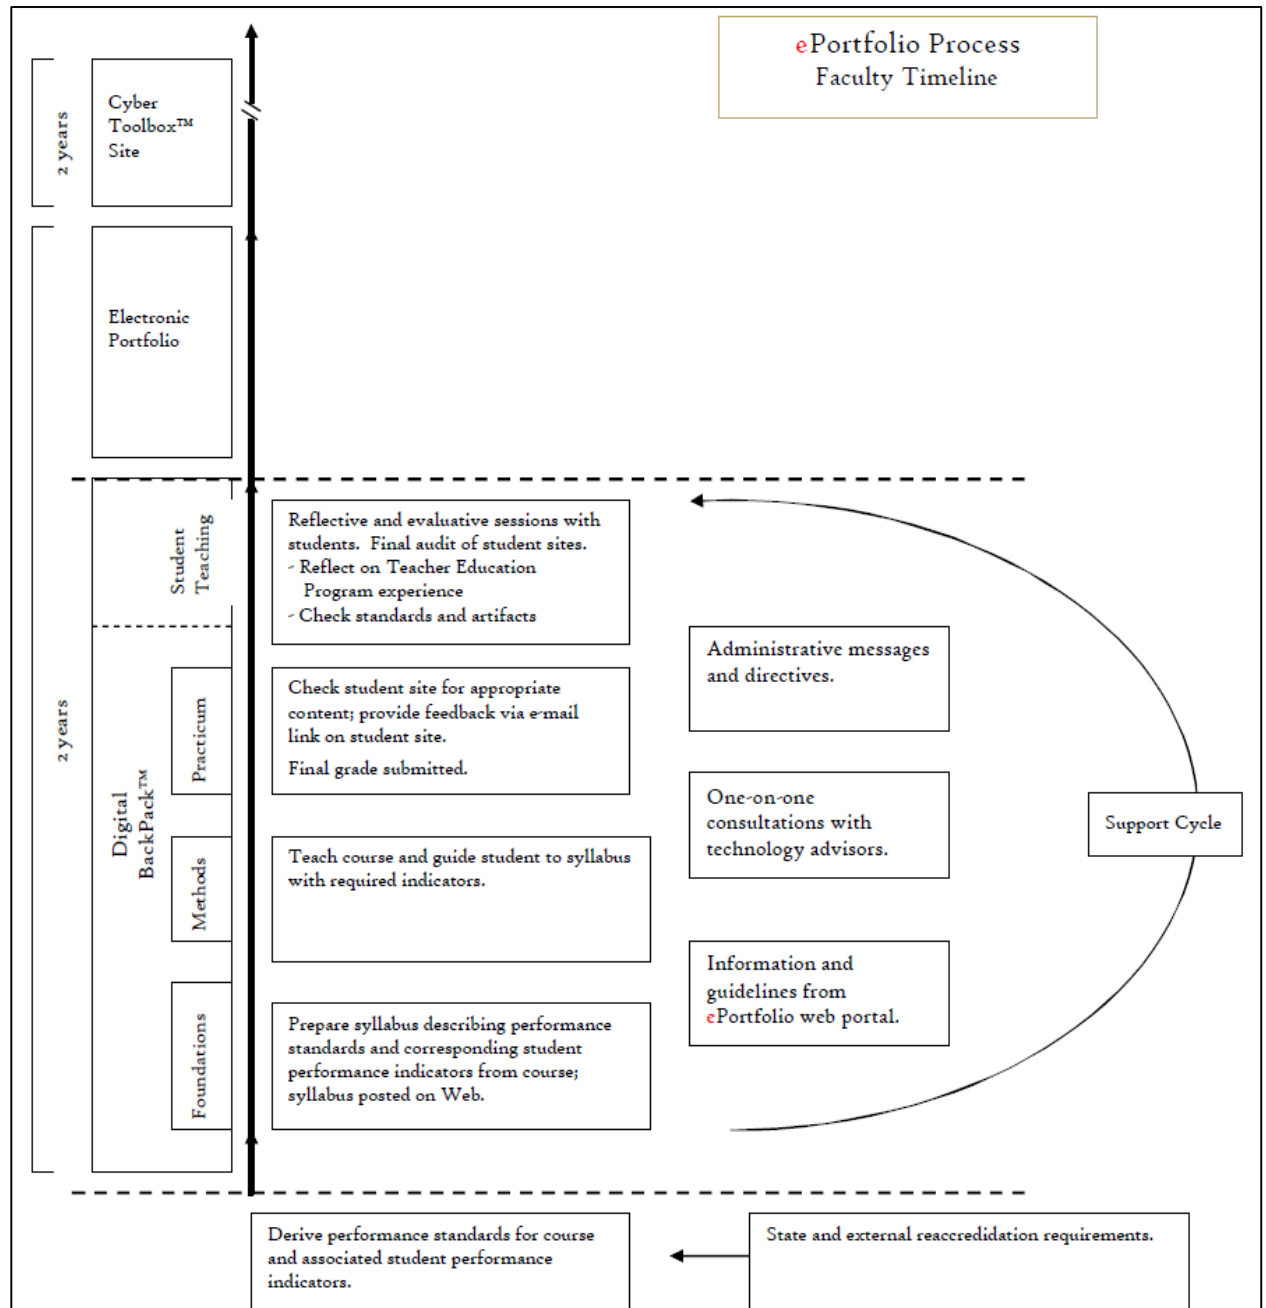 ePortfolio Process
Faculty Timeline
Cyber
Toolbox™
Site
2 years
Electronic
Portfolio
2 years
Student
Teaching
Reflective and evaluative sessions with
students.  Final audit of student sites.
- Reflect on Teacher Education
Program experience
- Check standards and artifacts
Administrative messages
and directives.
Practicum
Check student site for appropriate
content; provide feedback via e-mail
link on student site.
Final grade submitted.
Digital
BackPack™
One-on-one
consultations with
technology advisors.
Support Cycle
Methods
Teach course and guide student to syllabus
with required indicators.
Information and
guidelines from
ePortfolio web portal.
Foundations
Prepare syllabus describing performance
standards and corresponding student
performance indicators from course;
syllabus posted on Web.
Derive performance standards for course
and associated student performance
indicators.
State and external reaccredidation requirements.